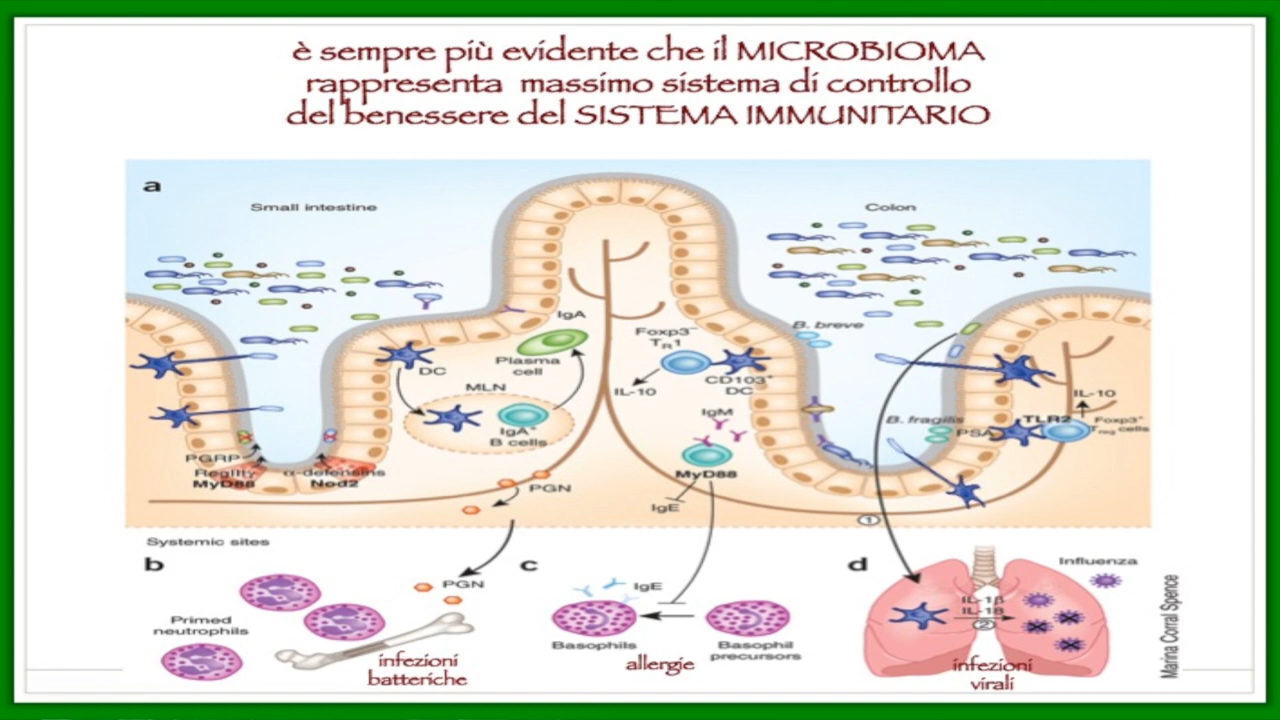 è sempre più evidente che il MICROBIOMA
rappresenta massimo sistema di controllo
del benessere del SISTEMA IMMUNITARIO
a
Small intestine
Colon
IgA
Plasma
cell
DC
MLN
IgA+
B cells
PGRP
RegIIIγ
MyD88
α-defensins
Nod2
PGN
Foxp3−
TR1
IL-10
CD103+
DC
IgM
MyD88
IgE
B. breve
B. fragilis
PSA
TLR2
IL-10
Foxp3+
Treg cells
1
Systemic sites
b
PGN
Primed
neutrophils
infezioni
batteriche
c
IgE
Basophils
Basophil
precursors
allergie
d
Influenza
IL-1β
IL-18
2
infezioni
virali
Marina Corral Spence